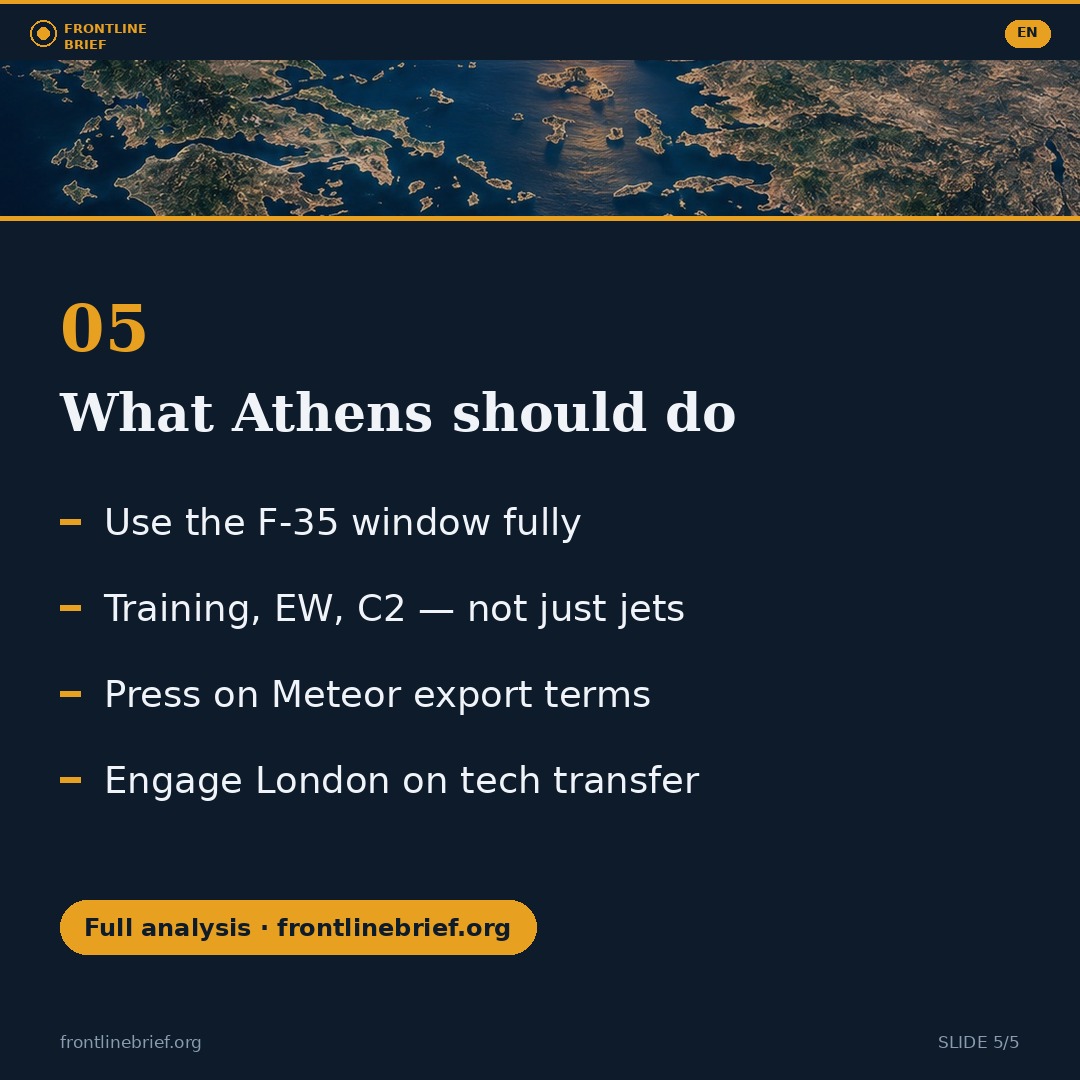 FRONTLINE
BRIEF
EN
05
What Athens should do
Use the F-35 window fully
Training, EW, C2 — not just jets
Press on Meteor export terms
Engage London on tech transfer
Full analysis · frontlinebrief.org
frontlinebrief.org
SLIDE 5/5